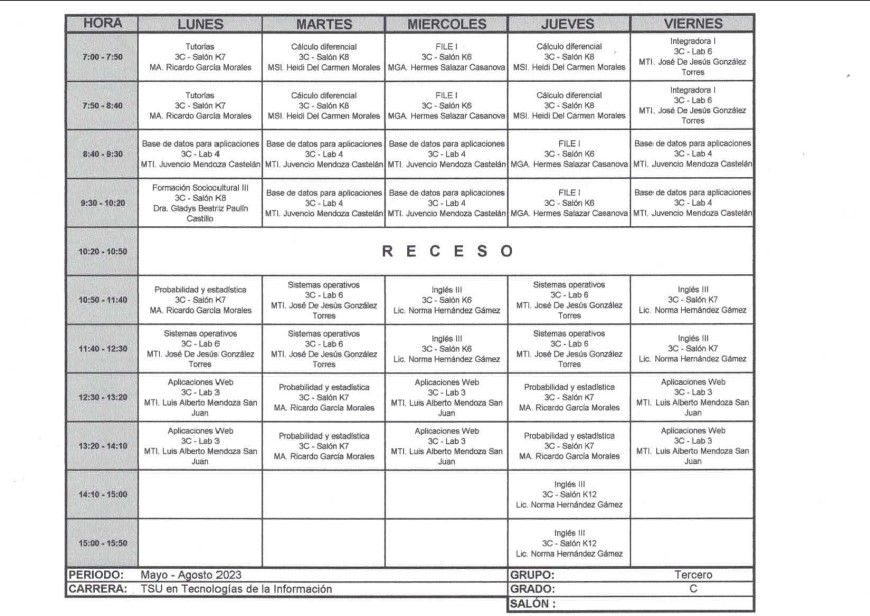 HORA LUNES MARTES MIERCOLES JUEVES VIERNES
7:00 - 7:50
Tutorías
3C - Salón K7
MA. Ricardo García Morales
Cálculo diferencial
3C - Salón K8
MSI. Heidi Del Carmen Morales
FILE I
3C - Salón K6
MGA. Hermes Salazar Casanova
Cálculo diferencial
3C - Salón K8
MSI. Heidi Del Carmen Morales
Integradora I
3C - Lab 6
MTI. José De Jesús González
Torres
7:50 - 8:40
Tutorías
3C - Salón K7
MA. Ricardo García Morales
Cálculo diferencial
3C - Salón K8
MSI. Heidi Del Carmen Morales
FILE I
3C - Salón K6
MGA. Hermes Salazar Casanova
Cálculo diferencial
3C - Salón K8
MSI. Heidi Del Carmen Morales
Integradora I
3C - Lab 6
MTI. José De Jesús González
Torres
8:40 - 9:30
Base de datos para aplicaciones
3C - Lab 4
MTI. Juvencio Mendoza Castelán
Base de datos para aplicaciones
3C - Lab 4
MTI. Juvencio Mendoza Castelán
Base de datos para aplicaciones
3C - Lab 4
MTI. Juvencio Mendoza Castelán
FILE I
3C - Salón K6
MGA. Hermes Salazar Casanova
Base de datos para aplicaciones
3C - Lab 4
MTI. Juvencio Mendoza Castelán
9:30 - 10:20
Formación Sociocultural III
3C - Salón K8
Dra. Gladys Beatriz Paulín
Castillo
Base de datos para aplicaciones
3C - Lab 4
MTI. Juvencio Mendoza Castelán
Base de datos para aplicaciones
3C - Lab 4
MTI. Juvencio Mendoza Castelán
FILE I
3C - Salón K6
MGA. Hermes Salazar Casanova
Base de datos para aplicaciones
3C - Lab 4
MTI. Juvencio Mendoza Castelán
10:20 - 10:50
R E C E S O
10:50 - 11:40
Probabilidad y estadística
3C - Salón K7
MA. Ricardo García Morales
Sistemas operativos
3C - Lab 6
MTI. José De Jesús González
Torres
Inglés III
3C - Salón K6
Lic. Norma Hernández Gámez
Sistemas operativos
3C - Lab 6
MTI. José De Jesús González
Torres
Inglés III
3C - Salón K7
Lic. Norma Hernández Gámez
11:40 - 12:30
Sistemas operativos
3C - Lab 6
MTI. José De Jesús González
Torres
Sistemas operativos
3C - Lab 6
MTI. José De Jesús González
Torres
Inglés III
3C - Salón K6
Lic. Norma Hernández Gámez
Sistemas operativos
3C - Lab 6
MTI. José De Jesús González
Torres
Inglés III
3C - Salón K7
Lic. Norma Hernández Gámez
12:30 - 13:20
Aplicaciones Web
3C - Lab 3
MTI. Luis Alberto Mendoza San
Juan
Probabilidad y estadística
3C - Salón K7
MA. Ricardo García Morales
Aplicaciones Web
3C - Lab 3
MTI. Luis Alberto Mendoza San
Juan
Probabilidad y estadística
3C - Salón K7
MA. Ricardo García Morales
Aplicaciones Web
3C - Lab 3
MTI. Luis Alberto Mendoza San
Juan
13:20 - 14:10
Aplicaciones Web
3C - Lab 3
MTI. Luis Alberto Mendoza San
Juan
Probabilidad y estadística
3C - Salón K7
MA. Ricardo García Morales
Aplicaciones Web
3C - Lab 3
MTI. Luis Alberto Mendoza San
Juan
Probabilidad y estadística
3C - Salón K7
MA. Ricardo García Morales
Aplicaciones Web
3C - Lab 3
MTI. Luis Alberto Mendoza San
Juan
14:10 - 15:00
Inglés III
3C - Salón K12
Lic. Norma Hernández Gámez
15:00 - 15:50
Inglés III
3C - Salón K12
Lic. Norma Hernández Gámez
PERIODO: Mayo - Agosto 2023 GRUPO: Tercero
CARRERA: TSU en Tecnologías de la Información GRADO: C
SALÓN :